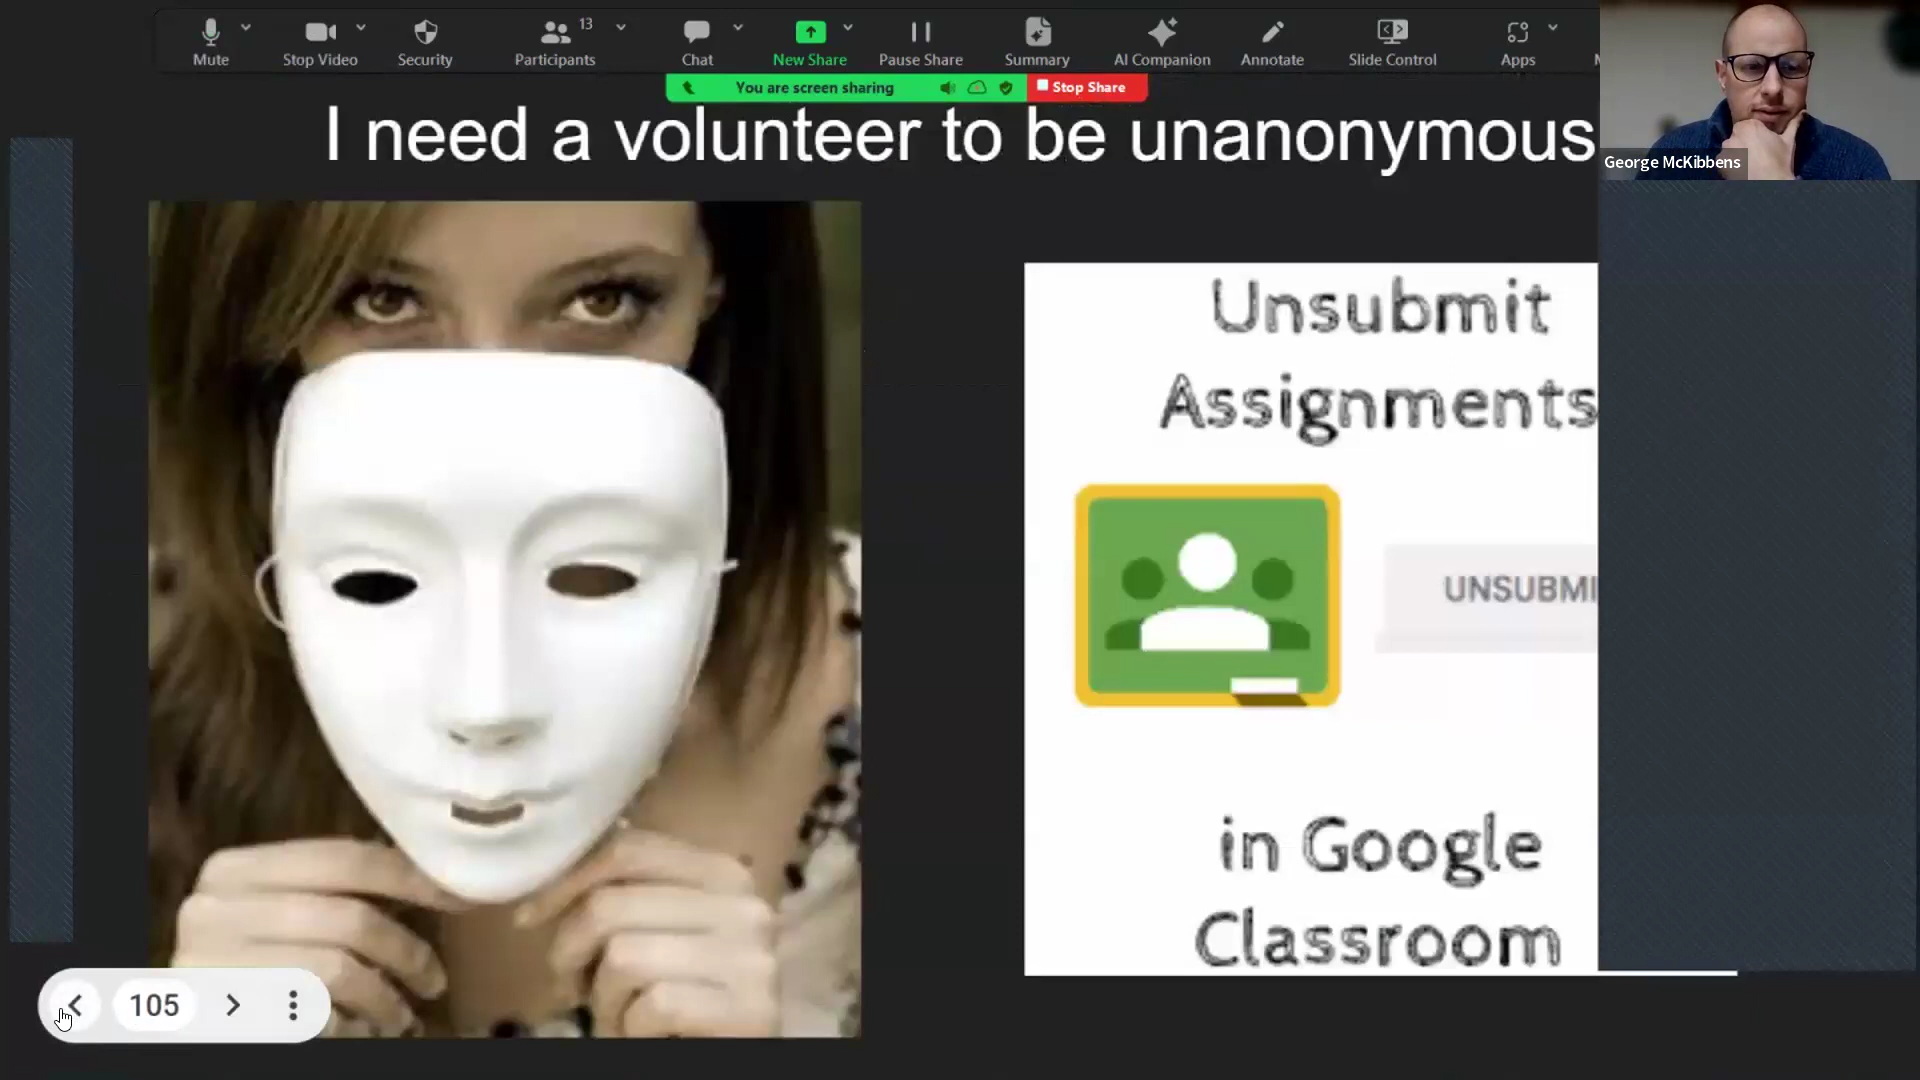 Mute
Stop Video
Security
Participants
13
Chat
New Share
Pause Share
Summary
AI Companion
Annotate
Slide Control
Apps
You are screen sharing
Stop Share
I need a volunteer to be unanonymous
George McKibbens
Unsubmit
Assignments
UNSUBMI
in Google
Classroom
105